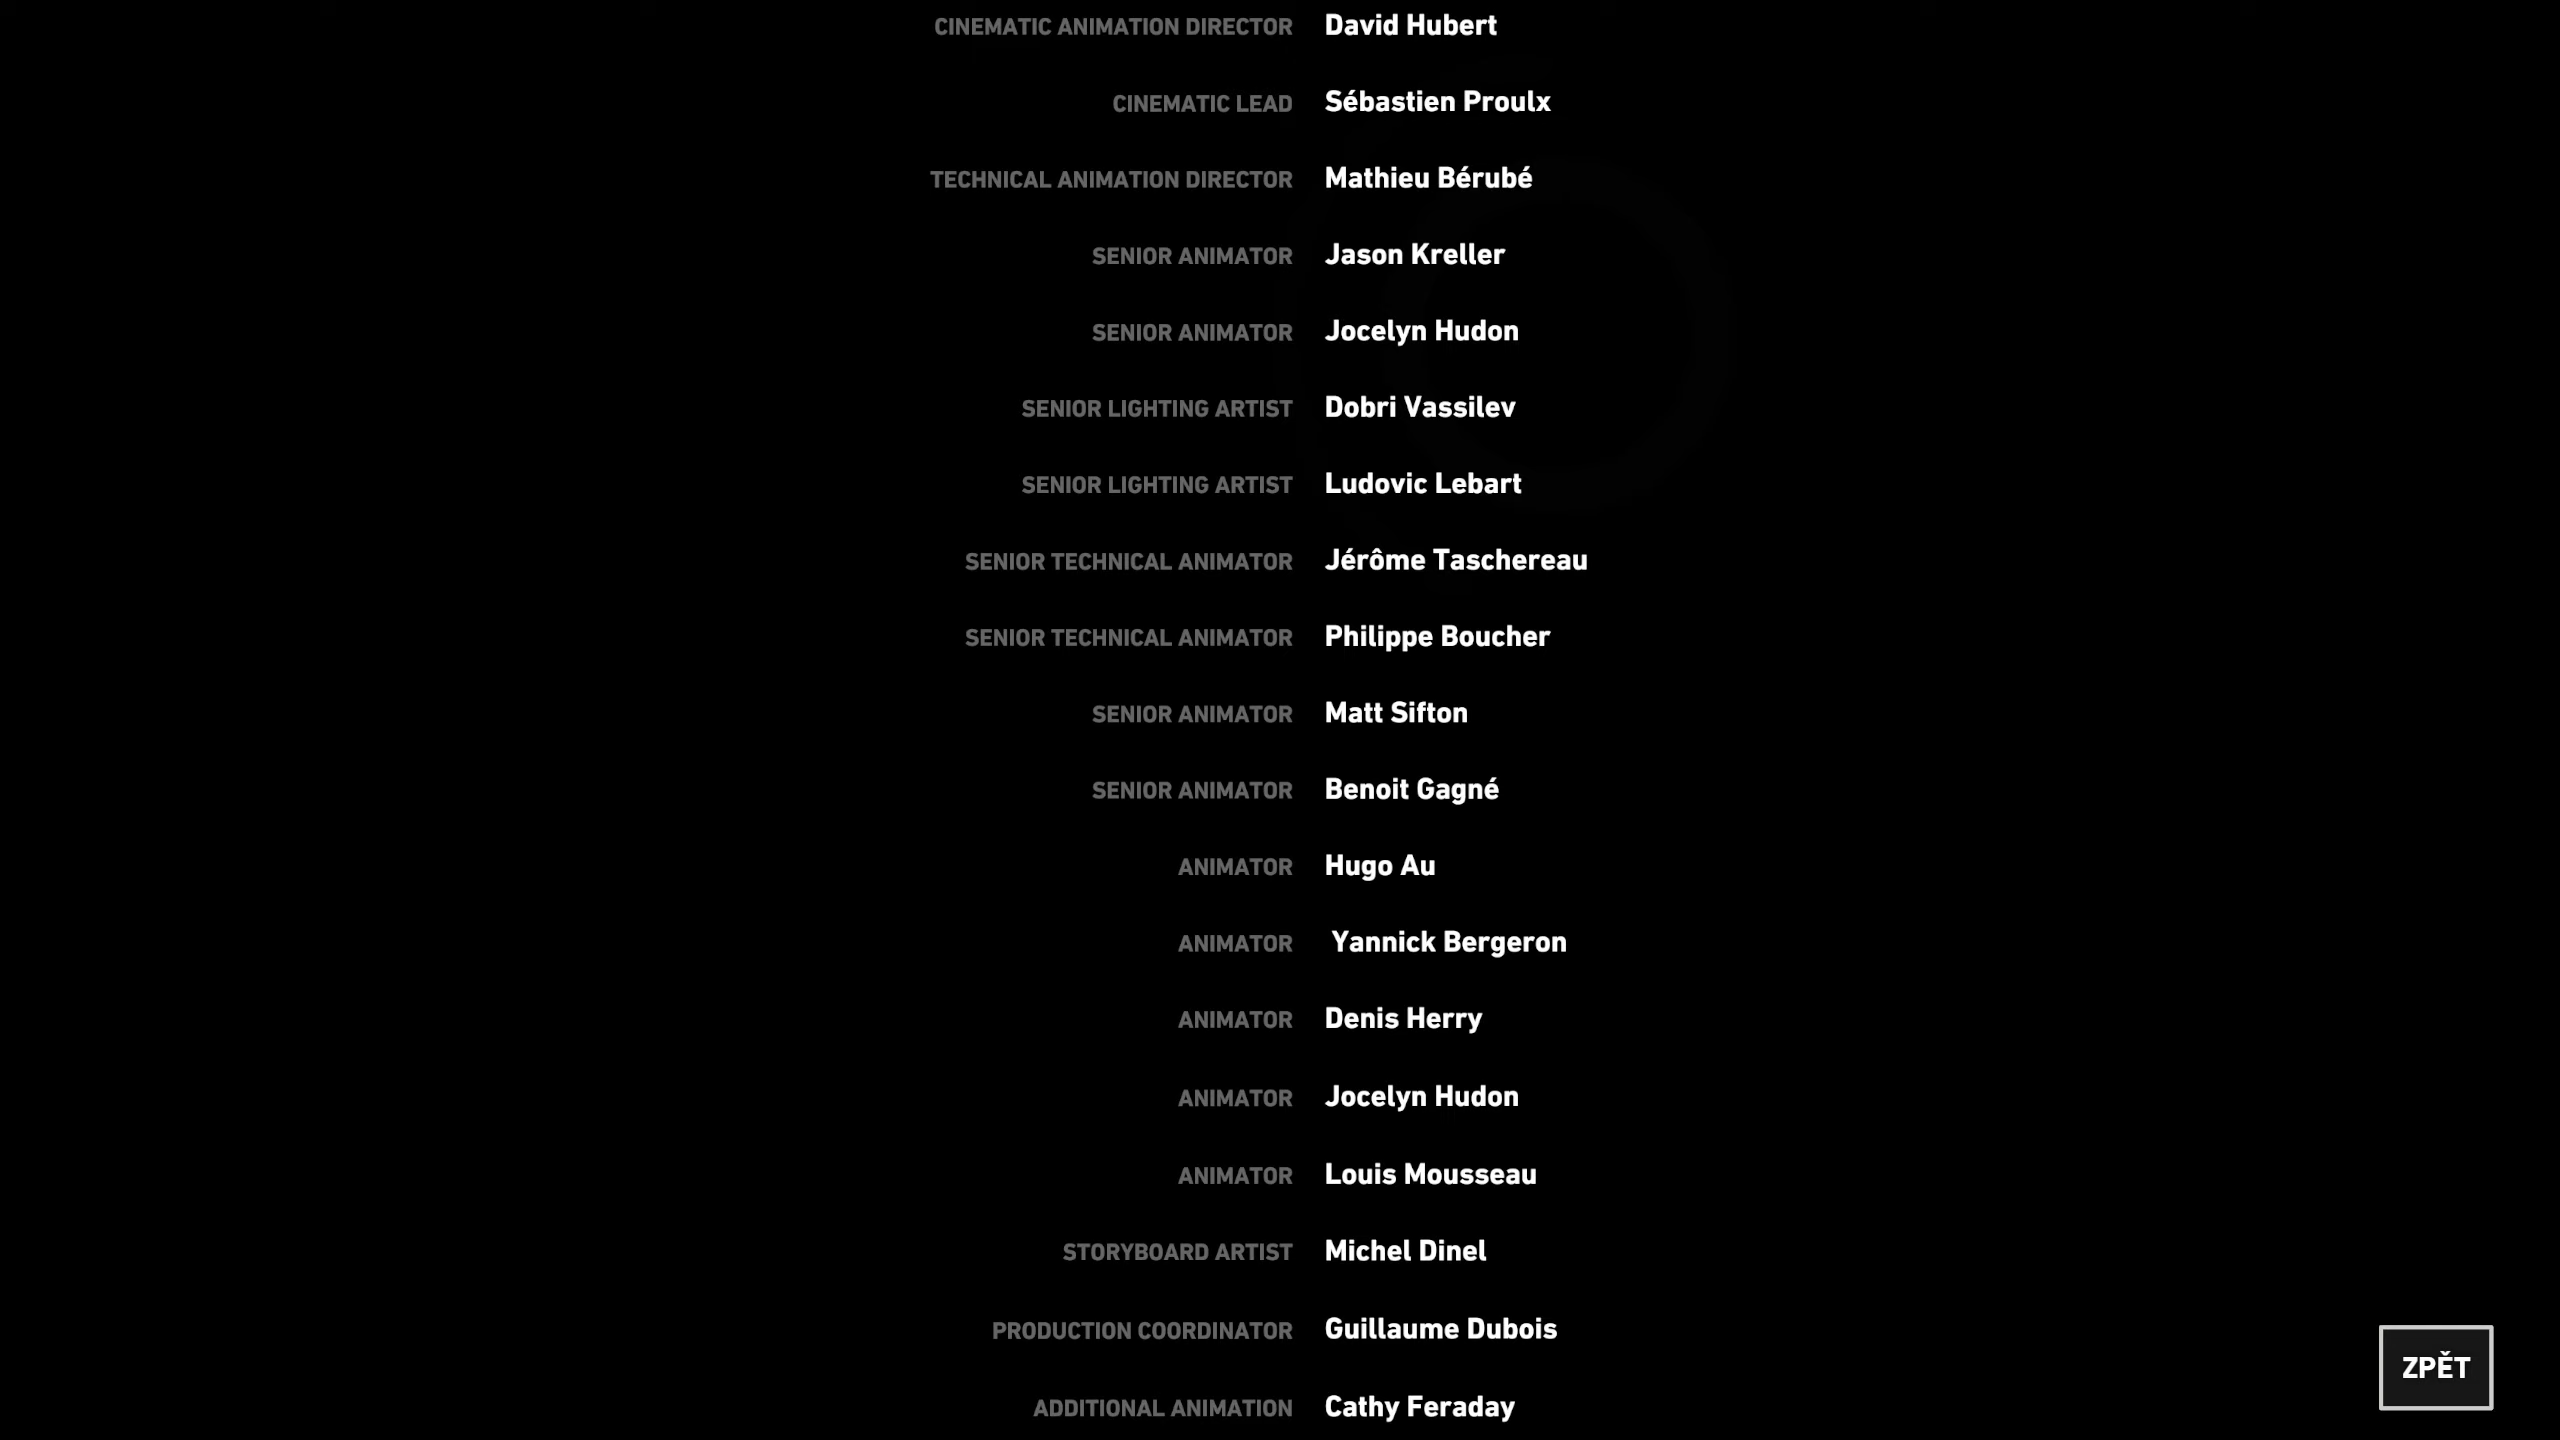 CINEMATIC ANIMATION DIRECTOR David Hubert
CINEMATIC LEAD Sébastien Proulx
TECHNICAL ANIMATION DIRECTOR Mathieu Bérubé
SENIOR ANIMATOR Jason Kreller
SENIOR ANIMATOR Jocelyn Hudon
SENIOR LIGHTING ARTIST Dobri Vassilev
SENIOR LIGHTING ARTIST Ludovic Lebart
SENIOR TECHNICAL ANIMATOR Jérôme Taschereau
SENIOR TECHNICAL ANIMATOR Philippe Boucher
SENIOR ANIMATOR Matt Sifton
SENIOR ANIMATOR Benoit Gagné
ANIMATOR Hugo Au
ANIMATOR Yannick Bergeron
ANIMATOR Denis Herry
ANIMATOR Jocelyn Hudon
ANIMATOR Louis Mousseau
STORYBOARD ARTIST Michel Dinel
PRODUCTION COORDINATOR Guillaume Dubois
ADDITIONAL ANIMATION Cathy Feraday
ZPĚT